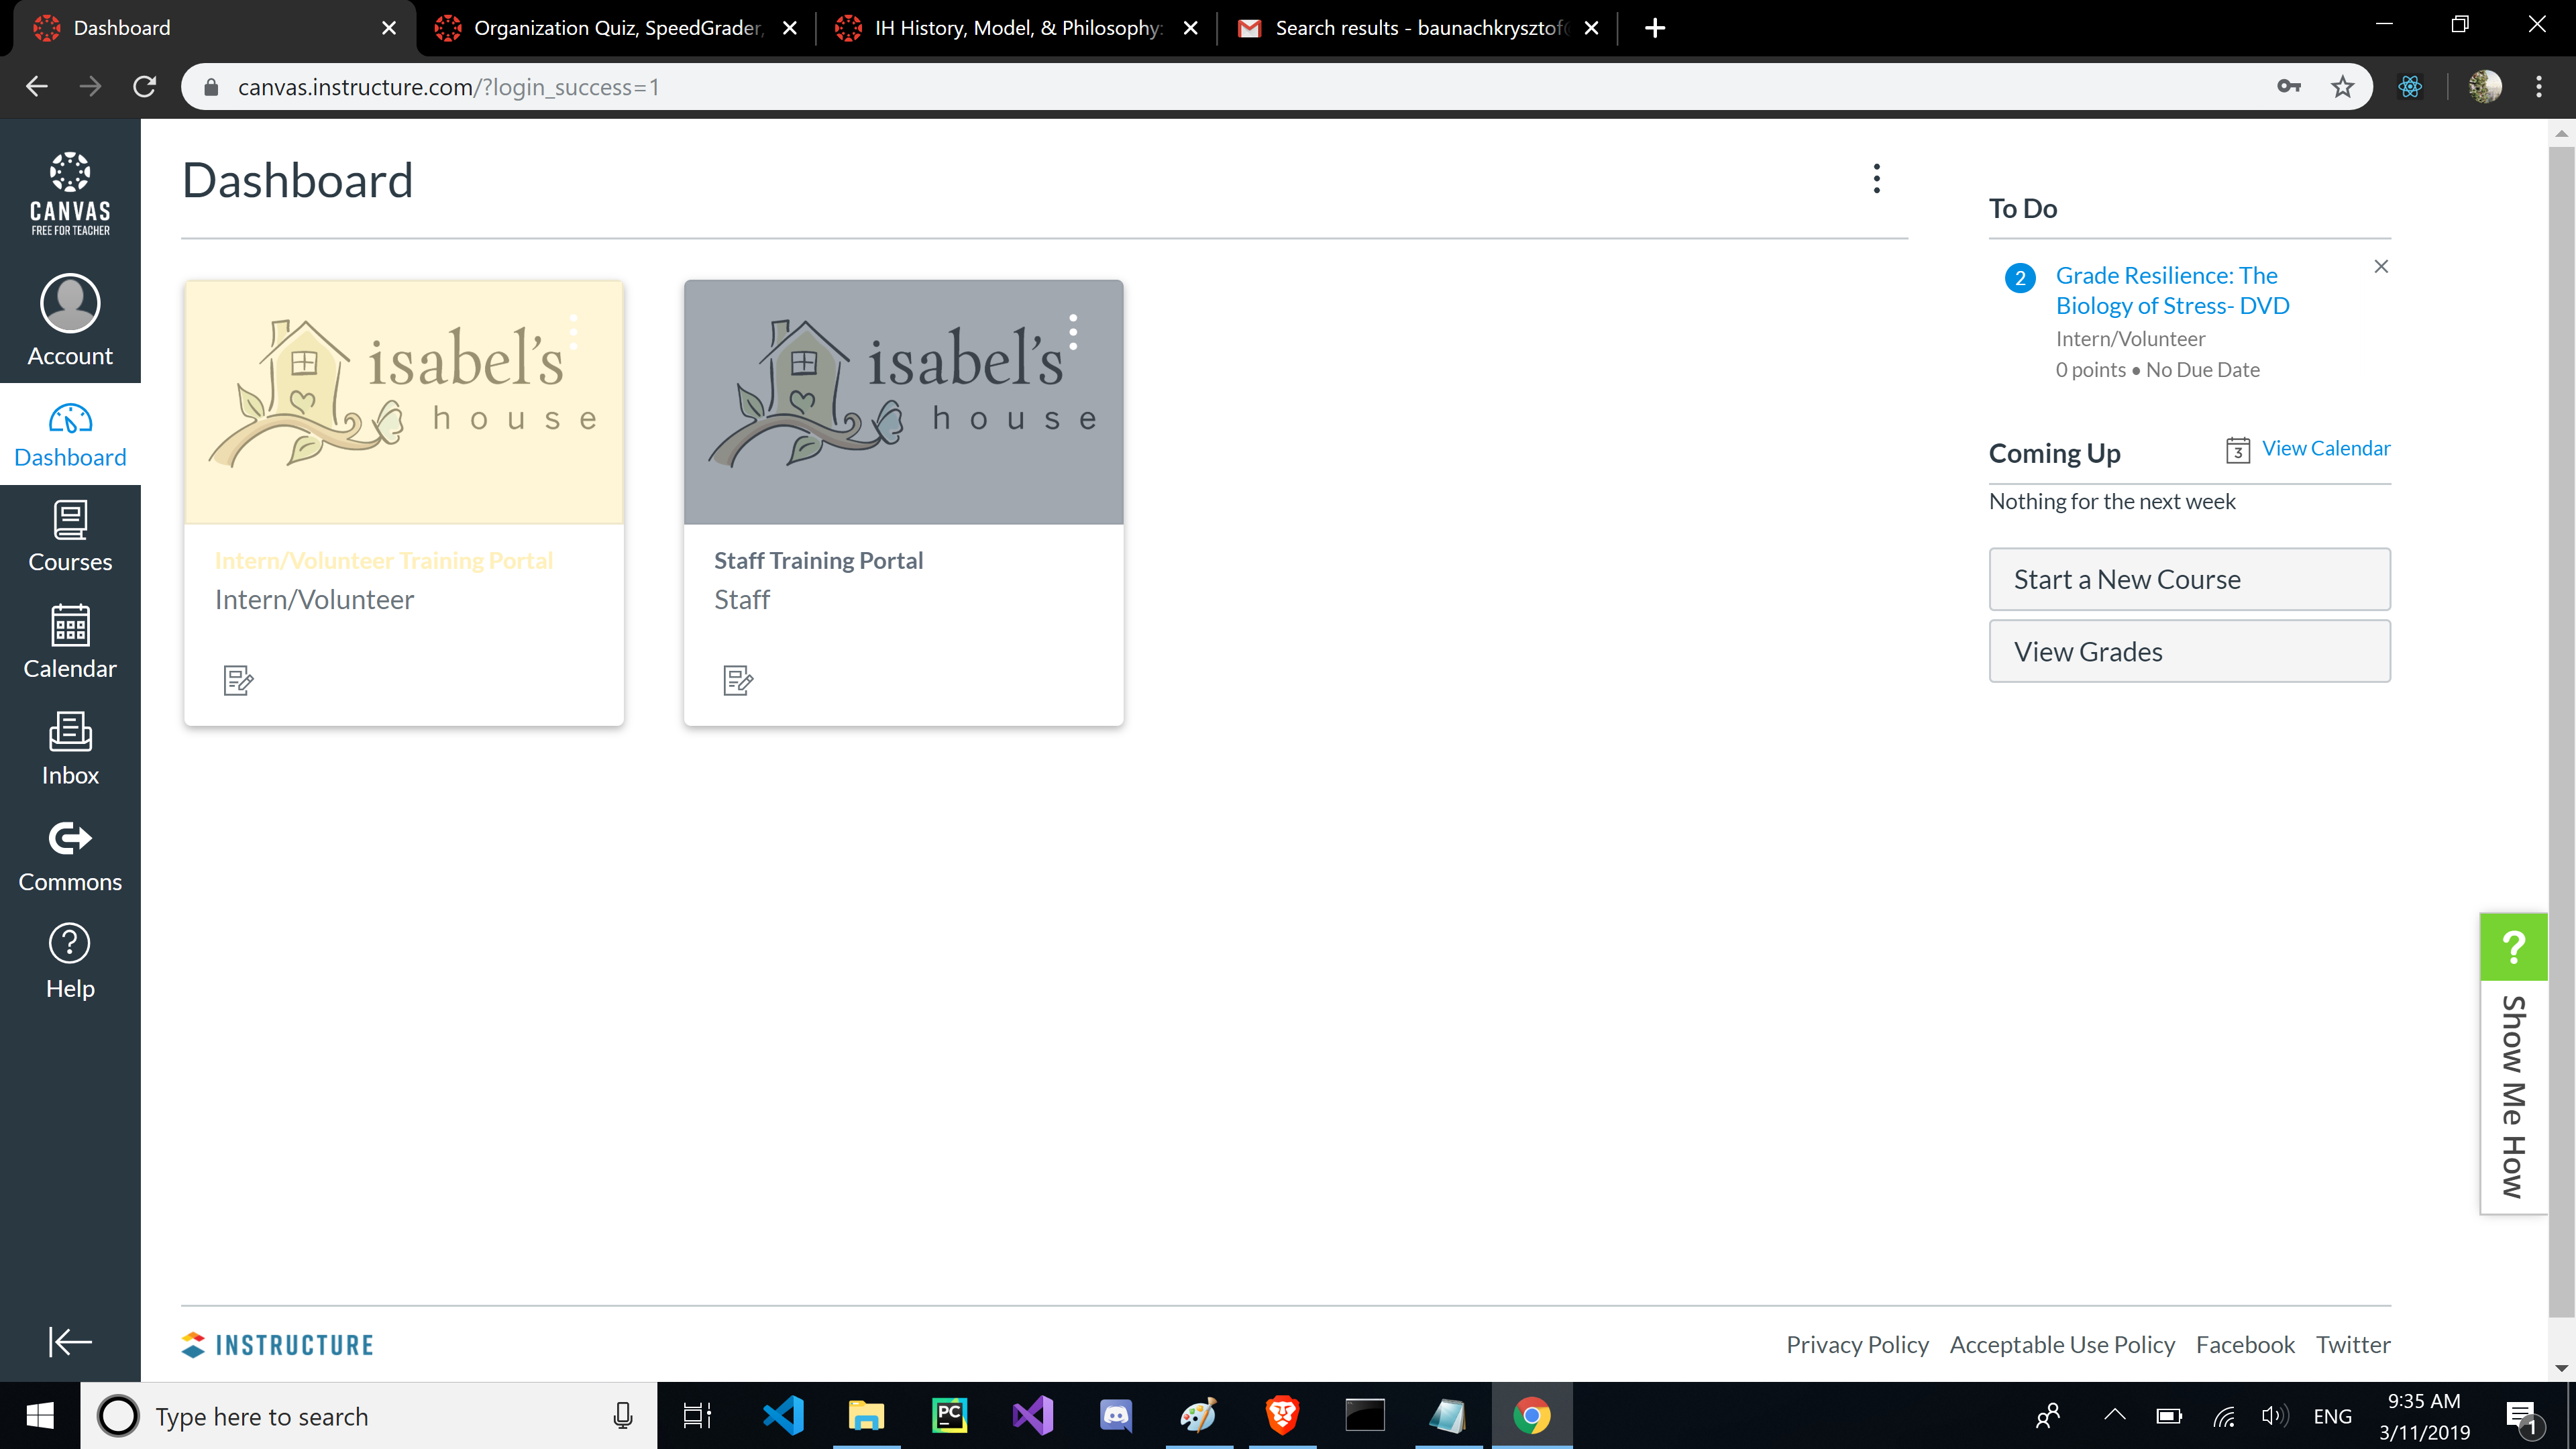 Dashboard
Organization Quiz, SpeedGrader,
IH History, Model, & Philosophy:
Search results - baunachkrysztof
canvas.instructure.com/?login_success=1
CANVAS
FREE FOR TEACHER
Account
Dashboard
Courses
Calendar
Inbox
Commons
Help
Dashboard
isabel's
house
Intern/Volunteer Training Portal
Intern/Volunteer
isabel's
house
Staff Training Portal
Staff
To Do
2
Grade Resilience: The
Biology of Stress- DVD
Intern/Volunteer
0 points • No Due Date
Coming Up
3
View Calendar
Nothing for the next week
Start a New Course
View Grades
?
Show Me How
INSTRUCTURE
Privacy Policy
Acceptable Use Policy
Facebook
Twitter
Type here to search
PC
ENG
9:35 AM
3/11/2019
1